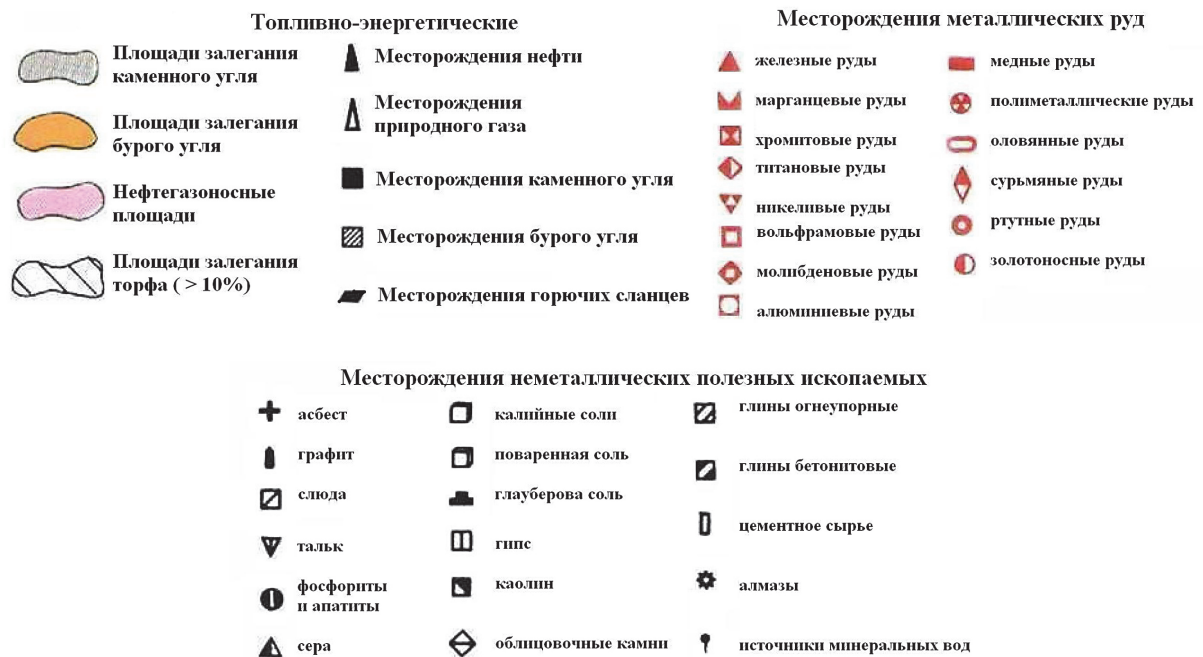 Топливно-энергетические
Площади залегания
каменного угля
Площади залегания
бурого угля
Нефтегазоносные
площади
Площади залегания
торфа ( > 10%)
Месторождения нефти
Месторождения
природного газа
Месторождения каменного угля
Месторождения бурого угля
Месторождения горючих сланцев
Месторождения металлических руд
железные руды
марганцевые руды
хромитовые руды
титановые руды
никеливые руды
вольфрамовые руды
молибденовые руды
алюминиевые руды
медные руды
полиметаллические руды
оловянные руды
сурьмяные руды
ртутные руды
золотоносные руды
Месторождения неметаллических полезных ископаемых
асбест
графит
слюда
тальк
фосфориты
и апатиты
сера
калийные соли
поваренная соль
глауберова соль
гипс
каолин
облицовочные камни
глины огнеупорные
глины бетонитовые
цементное сырье
алмазы
источники минеральных вод